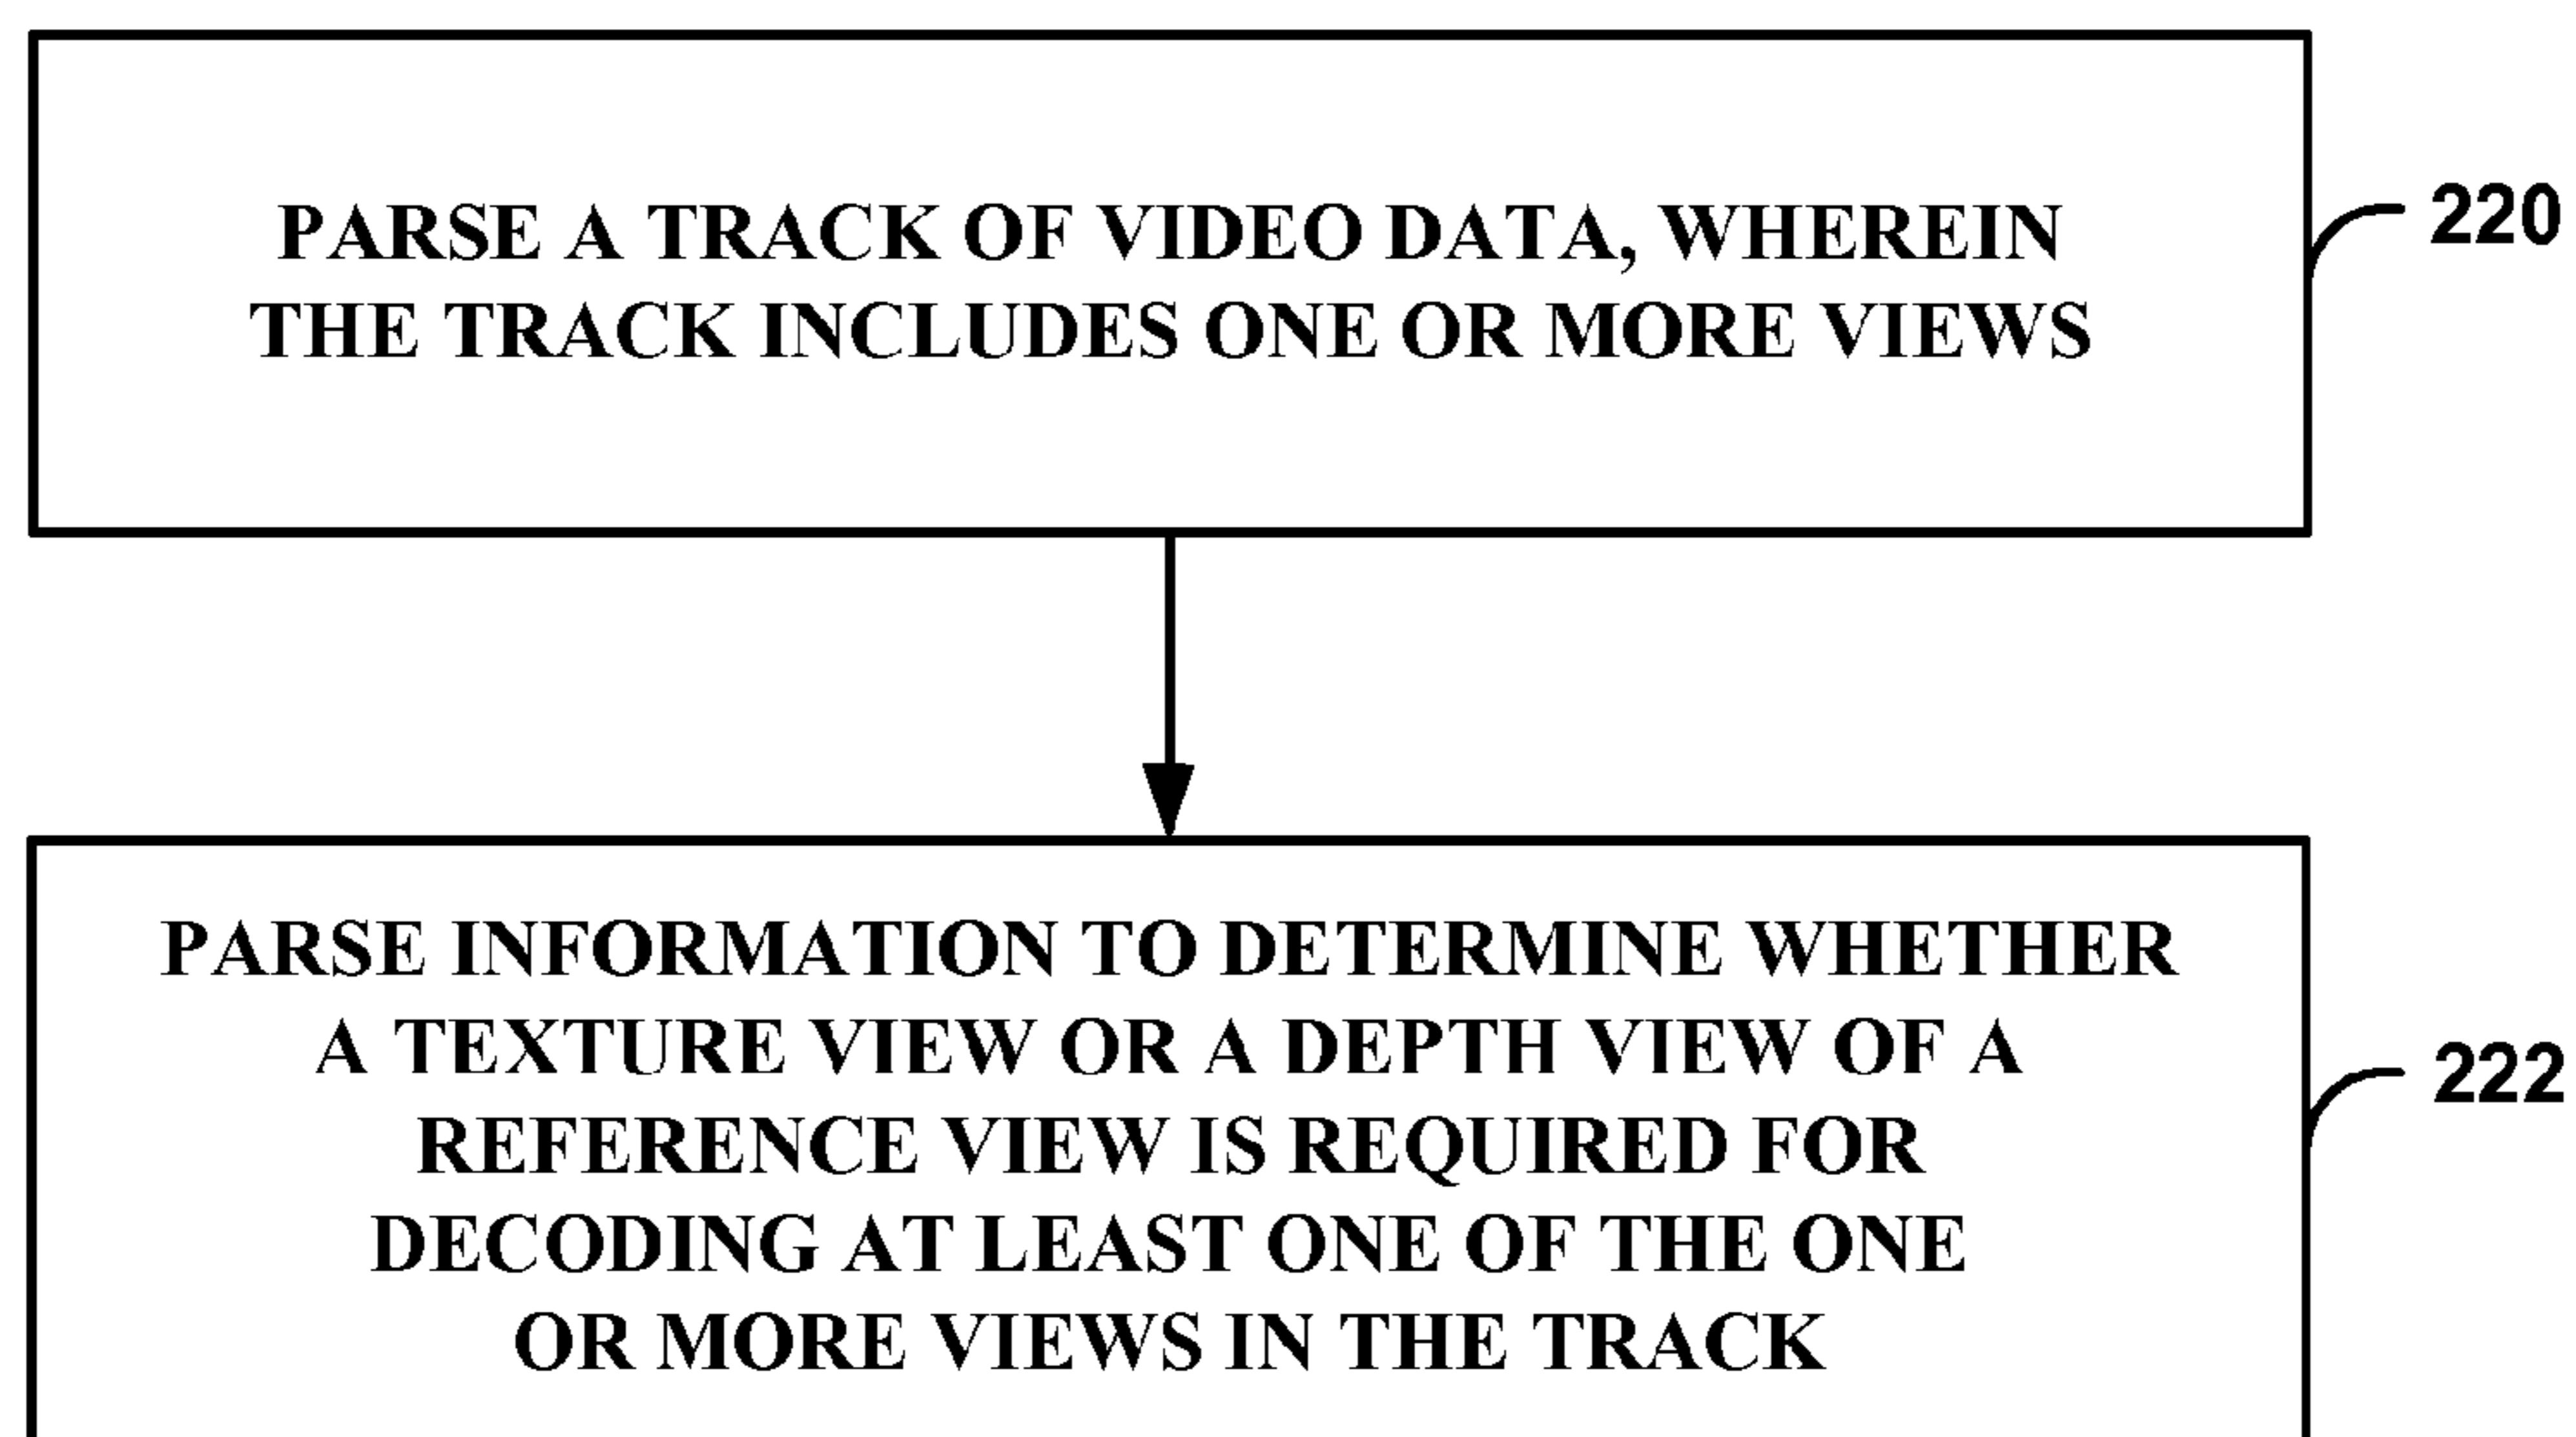 PARSE A TRACK OF VIDEO DATA, WHEREIN
THE TRACK INCLUDES ONE OR MORE VIEWS
220
PARSE INFORMATION TO DETERMINE WHETHER
A TEXTURE VIEW OR A DEPTH VIEW OF A
REFERENCE VIEW IS REQUIRED FOR
DECODING AT LEAST ONE OF THE ONE
OR MORE VIEWS IN THE TRACK
222